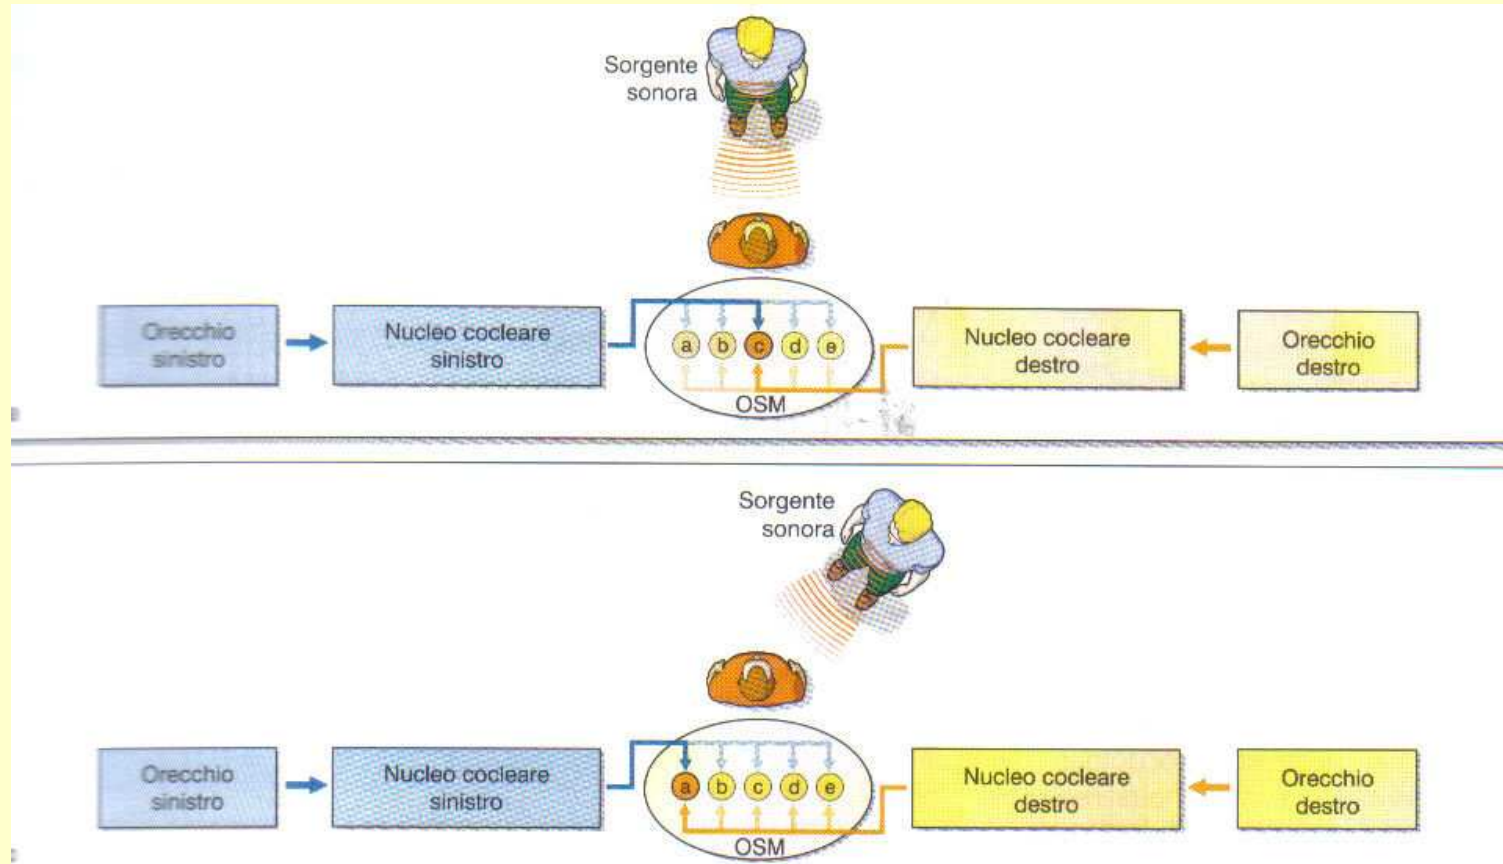 Sorgente
sonora
Orecchio
sinistro
Nucleo cocleare
sinistro
a b c d e
OSM
Nucleo cocleare
destro
Orecchio
destro
Sorgente
sonora
Orecchio
sinistro
Nucleo cocleare
sinistro
a b c d e
OSM
Nucleo cocleare
destro
Orecchio
destro